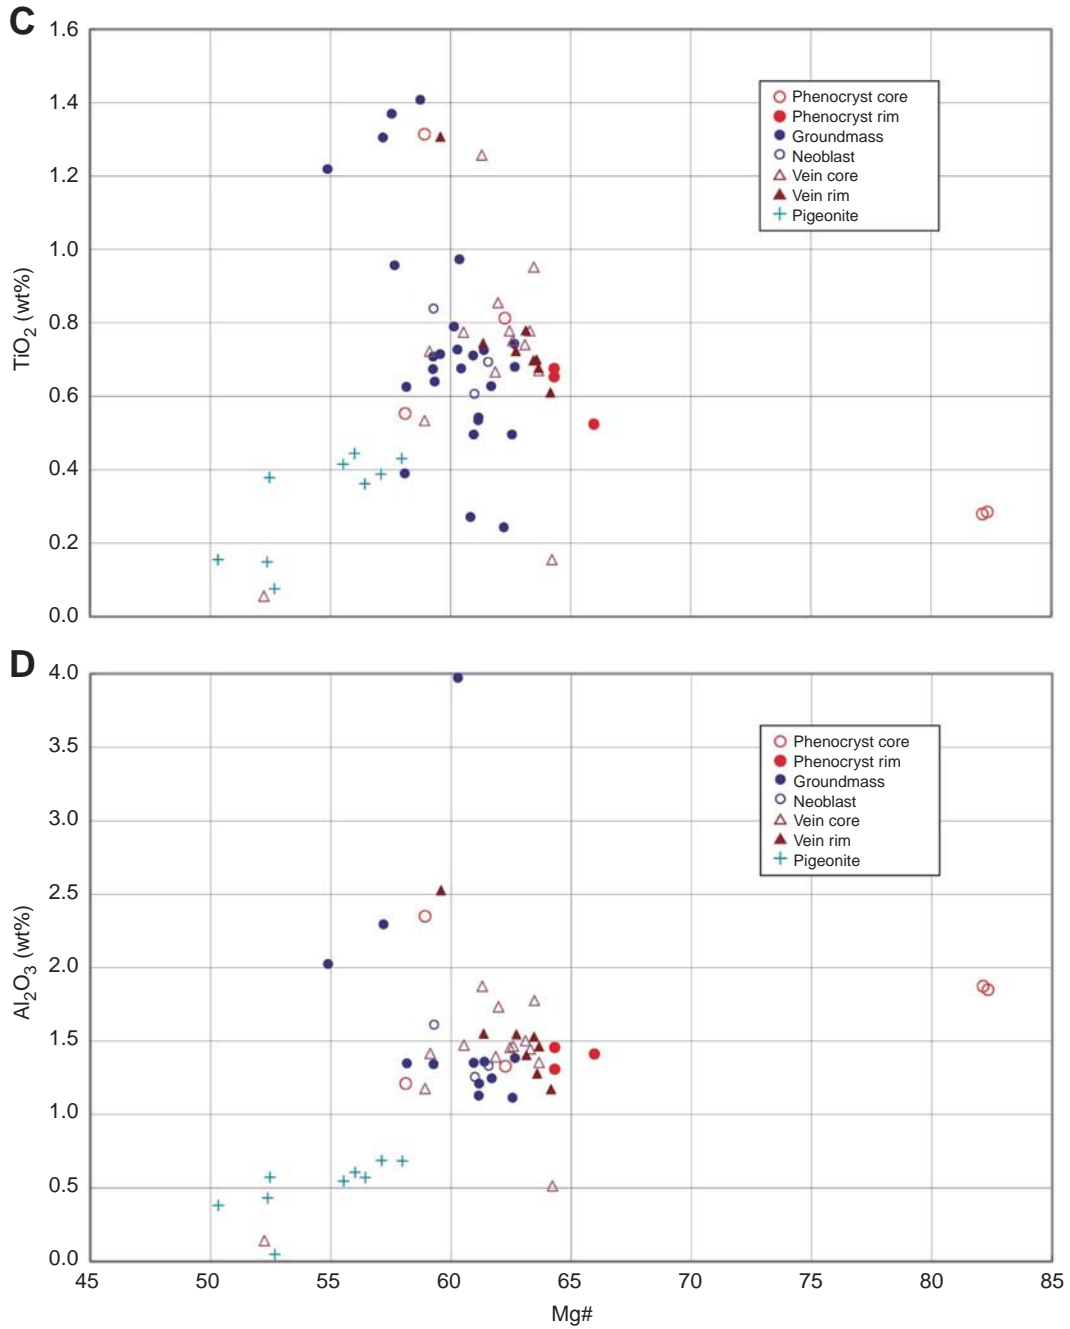 C
1.6
1.4
1.2
1.0
0.8
0.6
0.4
0.2
0.0
TiO2 (wt%)
Phenocryst core
Phenocryst rim
Groundmass
Neoblast
Vein core
Vein rim
Pigeonite
D
4.0
3.5
3.0
2.5
2.0
1.5
1.0
0.5
0.0
Al2O3 (wt%)
Phenocryst core
Phenocryst rim
Groundmass
Neoblast
Vein core
Vein rim
Pigeonite
45 50 55 60 65 70 75 80 85
Mg#